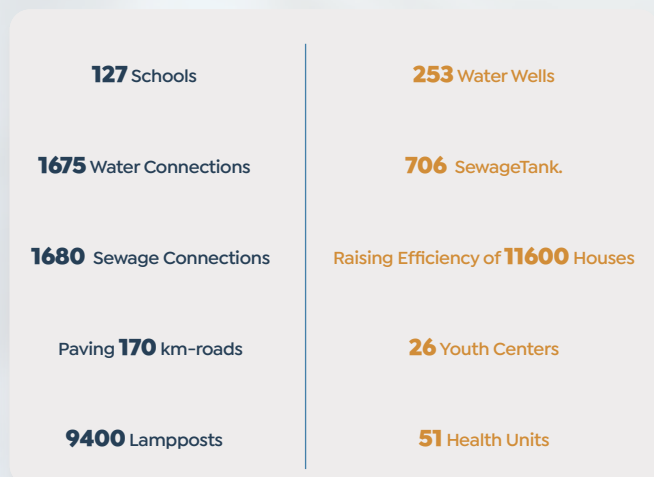 127 Schools
1675 Water Connections
1680 Sewage Connections
Paving 170 km-roads
9400 Lampposts
253 Water Wells
706 SewageTank.
Raising Efficiency of 11600 Houses
26 Youth Centers
51 Health Units